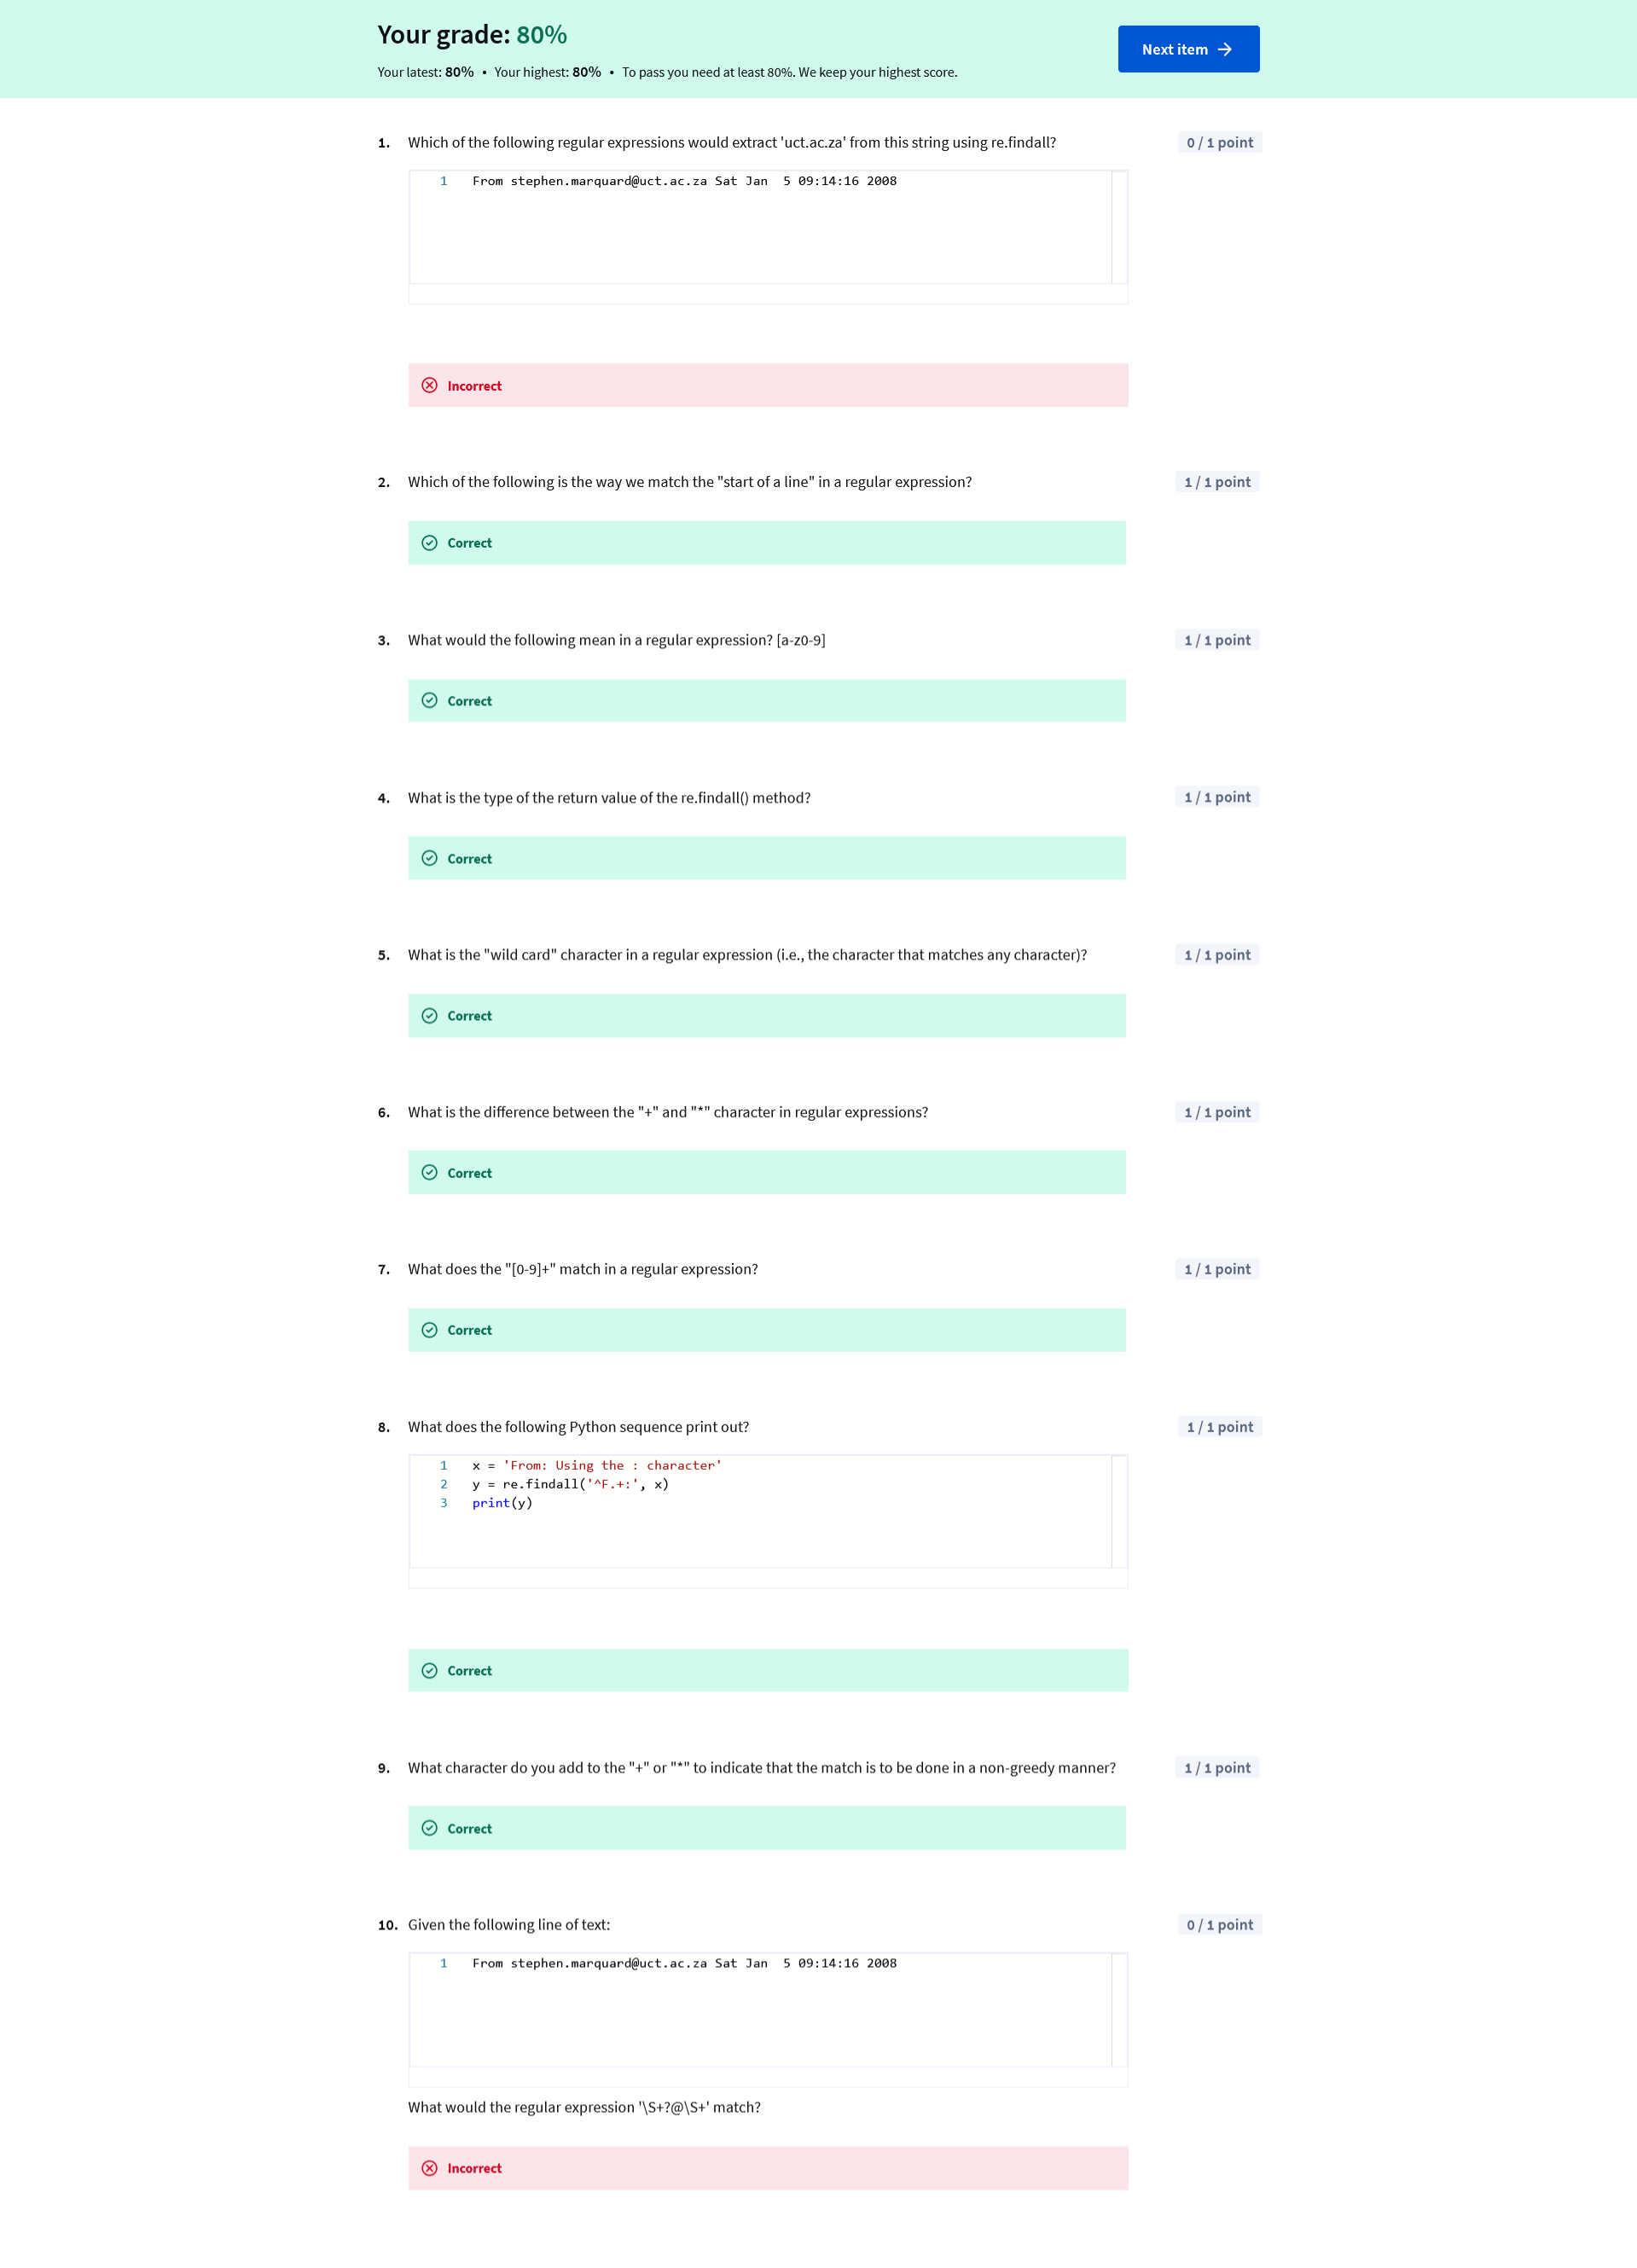 Your grade: 80%
Next item →
Your latest: 80% • Your highest: 80% • To pass you need at least 80%. We keep your highest score.
1. Which of the following regular expressions would extract 'uct.ac.za' from this string using re.findall? 0 / 1 point
1 From stephen.marquard@uct.ac.za Sat Jan  5 09:14:16 2008
Incorrect
2. Which of the following is the way we match the "start of a line" in a regular expression? 1 / 1 point
Correct
3. What would the following mean in a regular expression? [a-z0-9] 1 / 1 point
Correct
4. What is the type of the return value of the re.findall() method? 1 / 1 point
Correct
5. What is the "wild card" character in a regular expression (i.e., the character that matches any character)? 1 / 1 point
Correct
6. What is the difference between the "+" and "*" character in regular expressions? 1 / 1 point
Correct
7. What does the "[0-9]+" match in a regular expression? 1 / 1 point
Correct
8. What does the following Python sequence print out? 1 / 1 point
1 x = 'From: Using the : character'
2 y = re.findall('^F.+:', x)
3 print(y)
Correct
9. What character do you add to the "+" or "*" to indicate that the match is to be done in a non-greedy manner? 1 / 1 point
Correct
10. Given the following line of text: 0 / 1 point
1 From stephen.marquard@uct.ac.za Sat Jan  5 09:14:16 2008
What would the regular expression '\S+?@\S+' match?
Incorrect